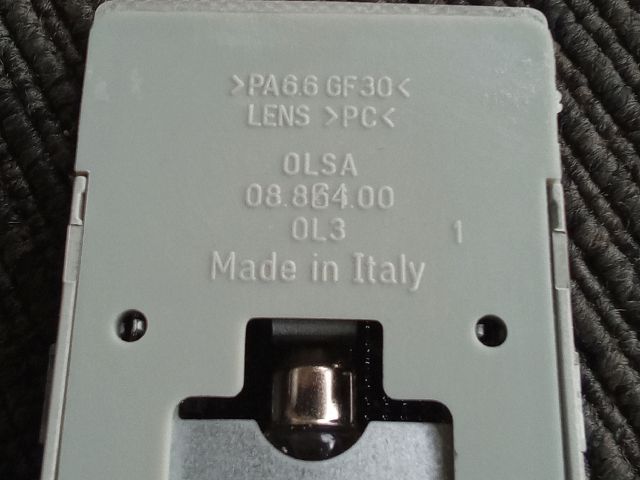 >PA6.6 GF30<
LENS >PC<
OLSA
08.864.00
OL3
1
Made in Italy